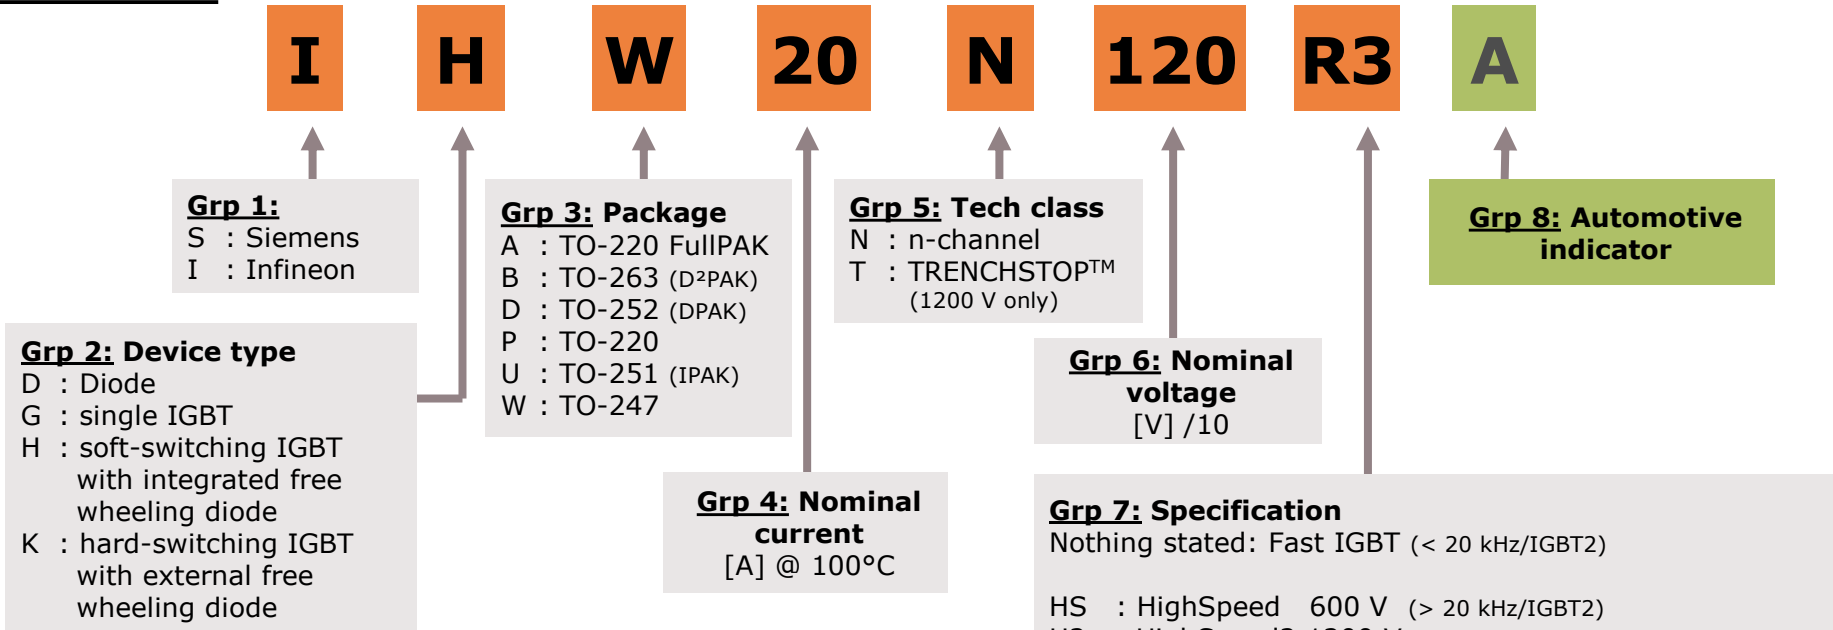 I H W 20 N 120 R3 A
Grp 1:
S : Siemens
I : Infineon
Grp 2: Device type
D : Diode
G : single IGBT
H : soft-switching IGBT
with integrated free
wheeling diode
K : hard-switching IGBT
with external free
wheeling diode
Grp 3: Package
A : TO-220 FullPAK
B : TO-263 (D²PAK)
D : TO-252 (DPAK)
P : TO-220
U : TO-251 (IPAK)
W : TO-247
Grp 4: Nominal
current
[A] @ 100°C
Grp 5: Tech class
N : n-channel
T : TRENCHSTOP™
(1200 V only)
Grp 6: Nominal
voltage
[V] /10
Grp 7: Specification
Nothing stated: Fast IGBT (< 20 kHz/IGBT2)
HS : HighSpeed 600 V (> 20 kHz/IGBT2)
Grp 8: Automotive
indicator